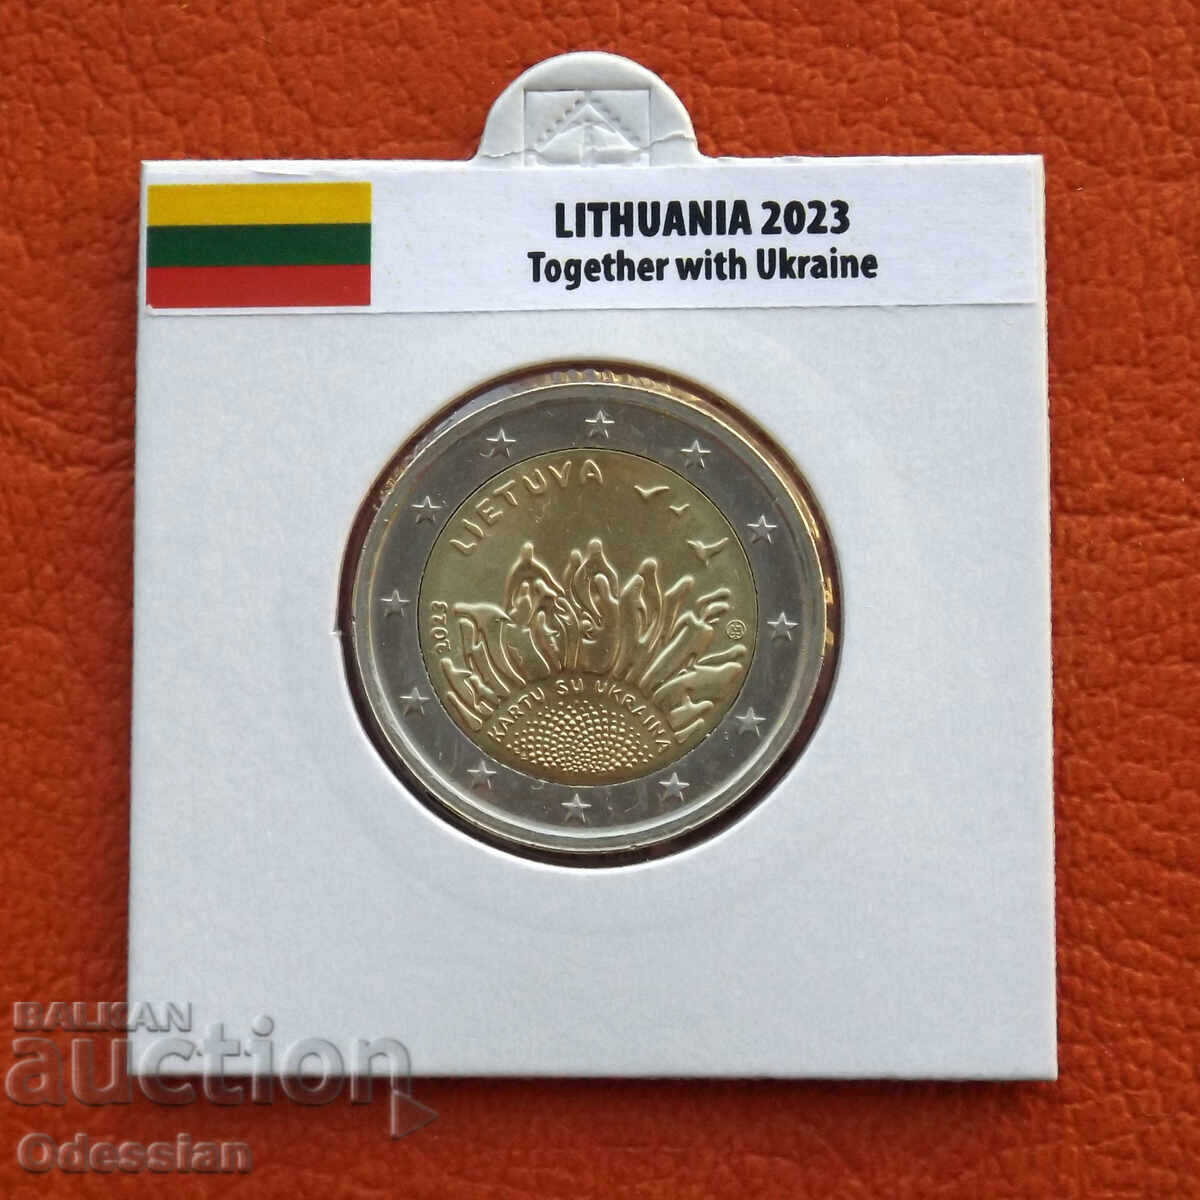 LITHUANIA 2023
Together with Ukraine
LIETUVA
2023
KARTU SU UKRAINA
BALKAN
auction
Odessian